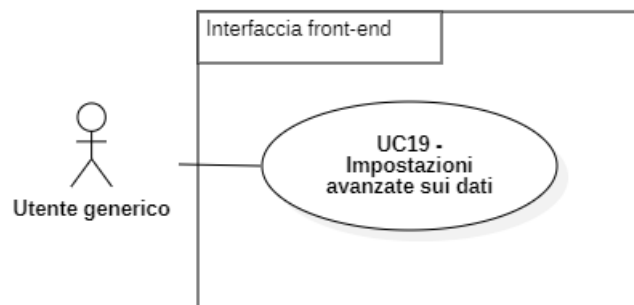 Interfaccia front-end
UC19 -
Impostazioni
avanzate sui dati
Utente generico